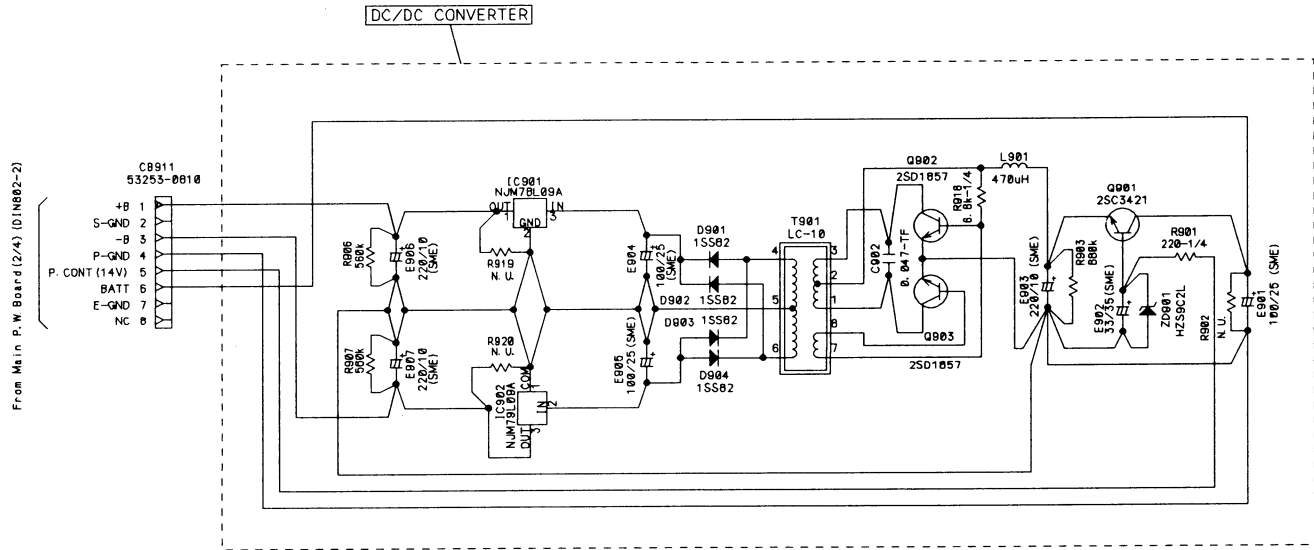 DC/DC CONVERTER
From Main P.W. Board (2/4) (DIN802-2)
CB911
53253-0810
+B 1
S-GND 2
-B 3
P-GND 4
P.CONT (14V) 5
BATT 6
E-GND 7
NC 8
R906
560k
E906
220/10
(SME)
R907
560k
E907
220/10
(SME)
IC901
NJM78L09A
OUT
1
IN
3
GND
2
R919
N.U.
R920
N.U.
IC902
NJM79L09A
COM
1
IN
2
OUT
3
E904
100/25
(SME)
E905
100/25 (SME)
D901
1SS82
D902
1SS82
D903
1SS82
D904
1SS82
T901
LC-10
4
5
6
3
2
1
8
7
C902
0.047-TF
Q902
2SD1857
Q903
2SD1857
R918
6.8k-1/4
L901
470uH
E903
220/10 (SME)
R903
680k
Q901
2SC3421
R901
220-1/4
E902
33/35 (SME)
ZD901
HZS9C2L
R902
N.U.
E901
100/25 (SME)